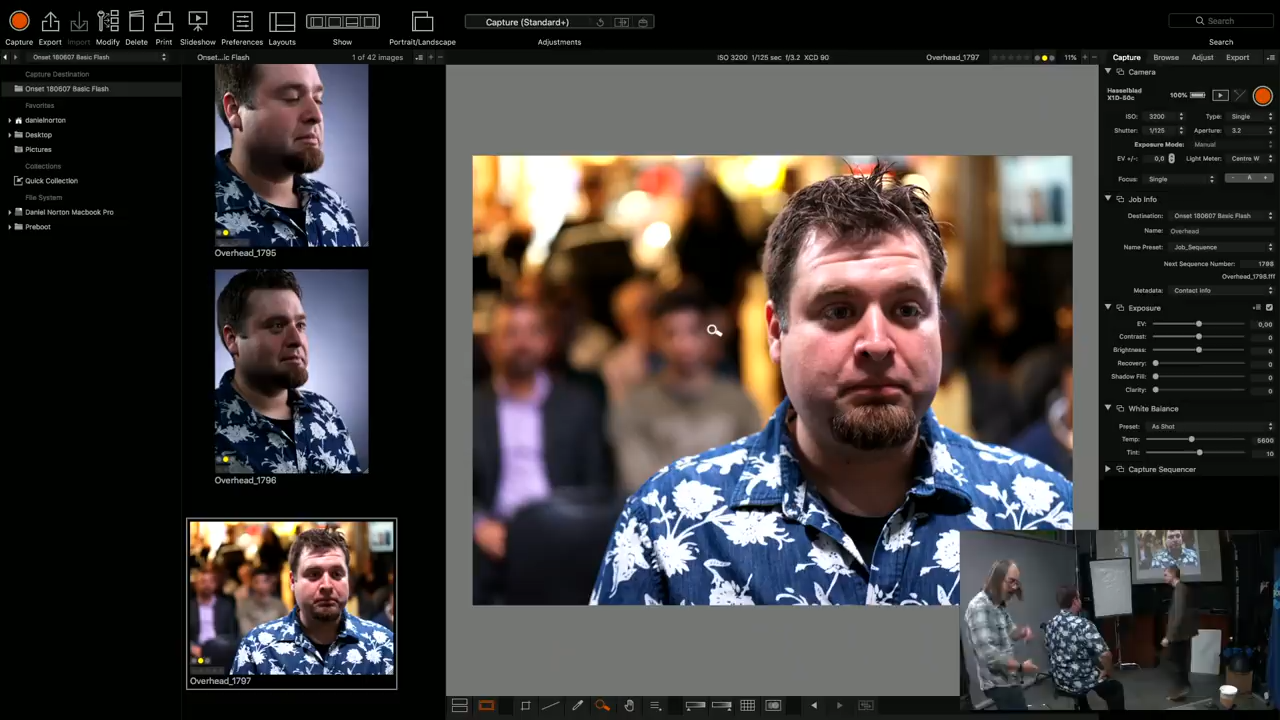 Capture Export Import Modify Delete Print Slideshow Preferences Layouts Show Portrait/Landscape
Capture (Standard+)
Adjustments
Search
Search
Onset 180607 Basic Flash
Onset...ic Flash
1 of 42 images
ISO 3200 1/125 sec f/3.2 XCD 90
Overhead_1797
11%
Capture Browse Adjust Export
Capture Destination
Onset 180607 Basic Flash
Favorites
danielnorton
Desktop
Pictures
Collections
Quick Collection
File System
Daniel Norton Macbook Pro
Preboot
Overhead_1795
Overhead_1796
Overhead_1797
Camera
Hasselblad
X1D-50c
100%
ISO: 3200 Type: Single
Shutter: 1/125 Aperture: 3.2
Exposure Mode: Manual
EV +/-: 0,0 Light Meter: Centre W
Focus: Single - A +
Job Info
Destination: Onset 180607 Basic Flash
Name: Overhead
Name Preset: Job_Sequence
Next Sequence Number: 1798
Overhead_1798.fff
Metadata: Contact Info
Exposure
EV: 0,00
Contrast: 0
Brightness: 0
Recovery: 0
Shadow Fill: 0
Clarity: 0
White Balance
Preset: As Shot
Temp: 5600
Tint: 10
Capture Sequencer